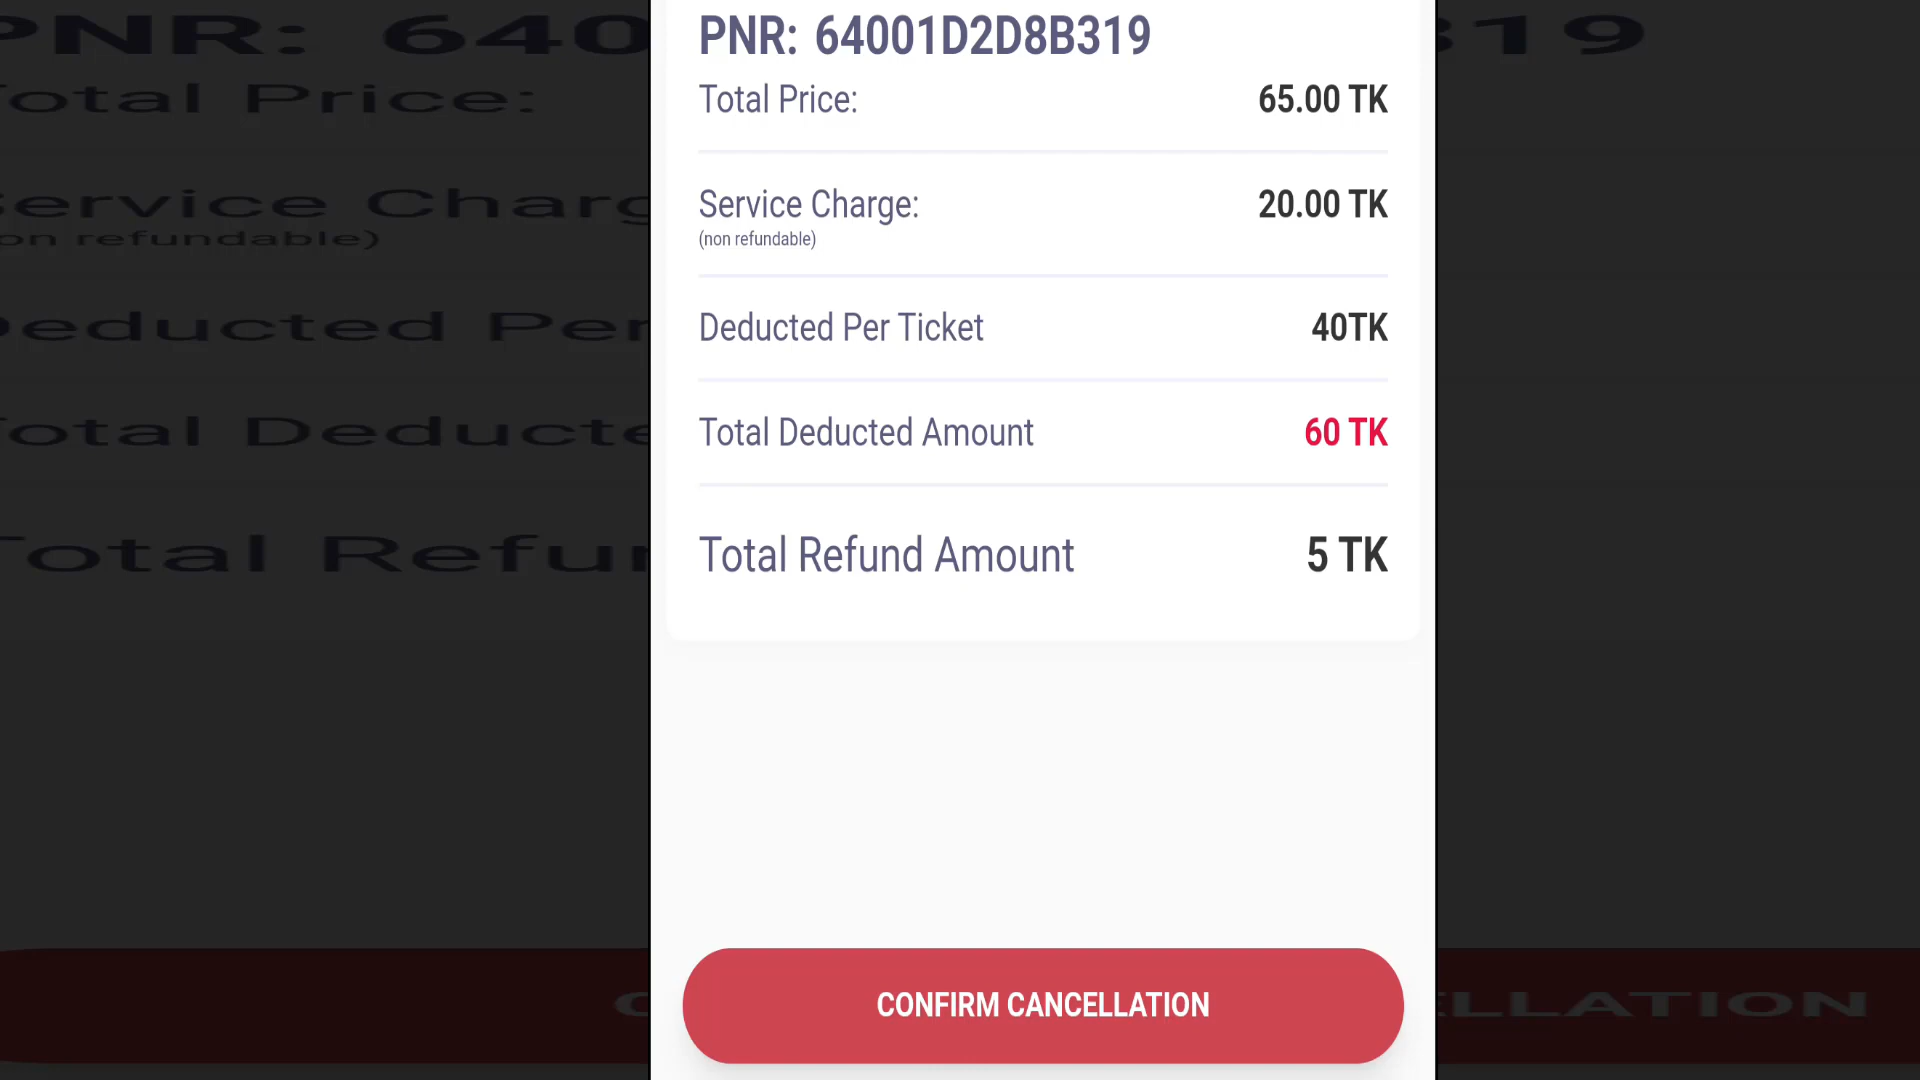 PNR: 64001D2D8B319
Total Price: 65.00 TK
Service Charge: 20.00 TK
(non refundable)
Deducted Per Ticket 40TK
Total Deducted Amount 60 TK
Total Refund Amount 5 TK
CONFIRM CANCELLATION